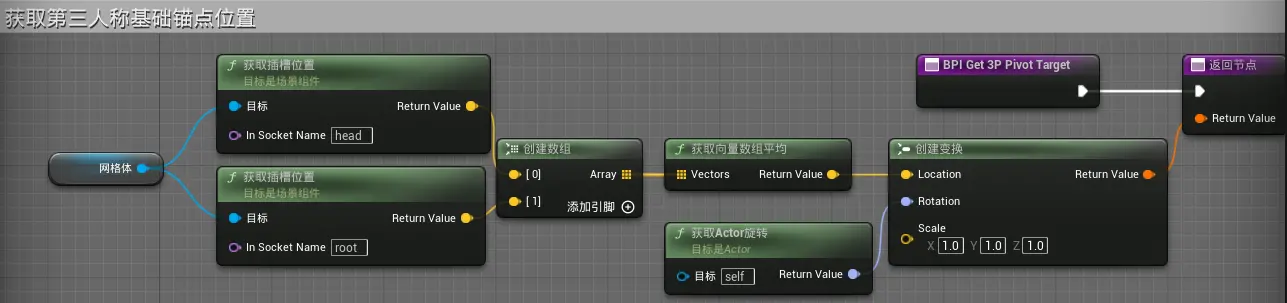 获取第三人称基础锚点位置
获取插槽位置
目标是场景组件
目标
Return Value
In Socket Name
head
网格体
获取插槽位置
目标是场景组件
目标
Return Value
In Socket Name
root
创建数组
[ 0]
Array
[ 1]
添加引脚
获取向量数组平均
Vectors
Return Value
获取Actor旋转
目标是Actor
目标
self
Return Value
BPI Get 3P Pivot Target
创建变换
Location
Return Value
Rotation
Scale
X 1.0 Y 1.0 Z 1.0
返回节点
Return Value